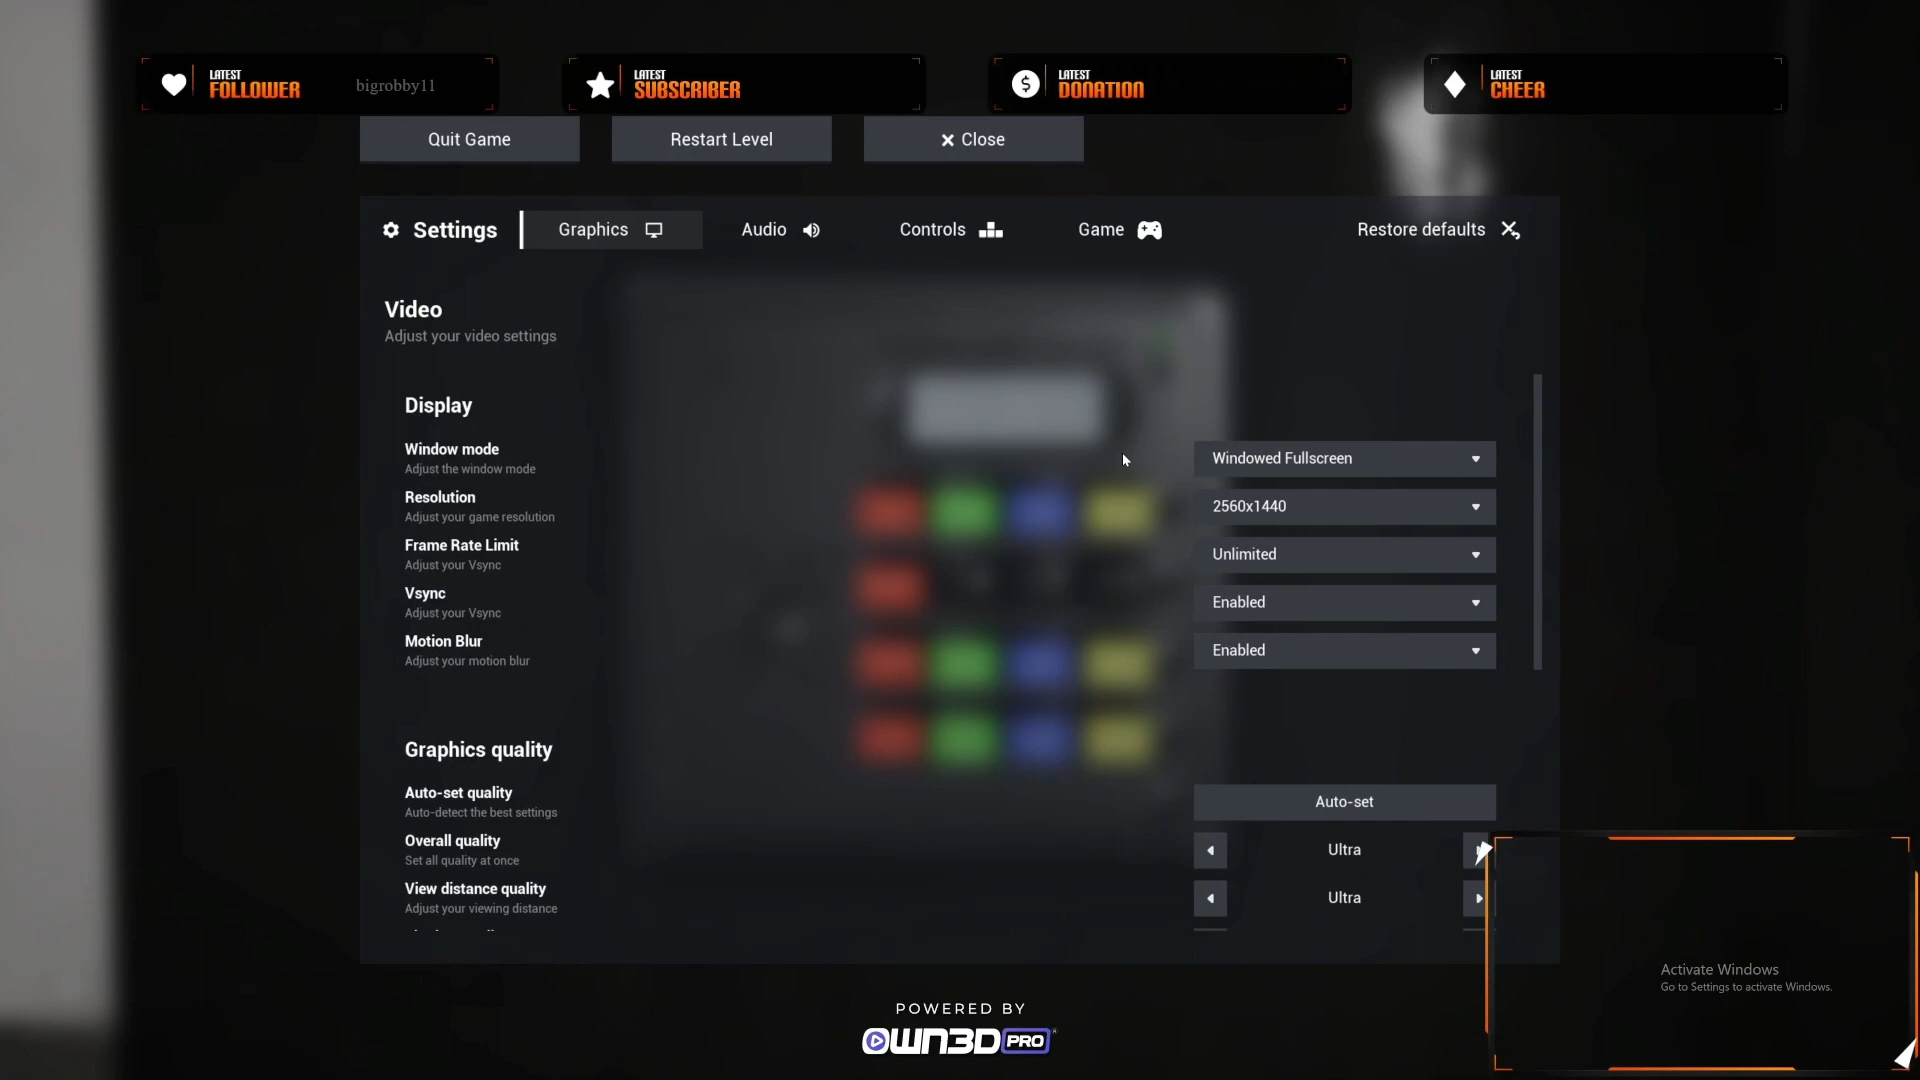 LATEST
FOLLOWER
bigrobby11
LATEST
SUBSCRIBER
LATEST
DONATION
LATEST
CHEER
Quit Game
Restart Level
Close
Settings
Graphics
Audio
Controls
Game
Restore defaults
Video
Adjust your video settings
Display
Window mode
Adjust the window mode
Windowed Fullscreen
Resolution
Adjust your game resolution
2560x1440
Frame Rate Limit
Adjust your Vsync
Unlimited
Vsync
Adjust your Vsync
Enabled
Motion Blur
Adjust your motion blur
Enabled
Graphics quality
Auto-set quality
Auto-detect the best settings
Auto-set
Overall quality
Set all quality at once
Ultra
View distance quality
Adjust your viewing distance
Ultra
Activate Windows
Go to Settings to activate Windows.
POWERED BY
OWN3D PRO